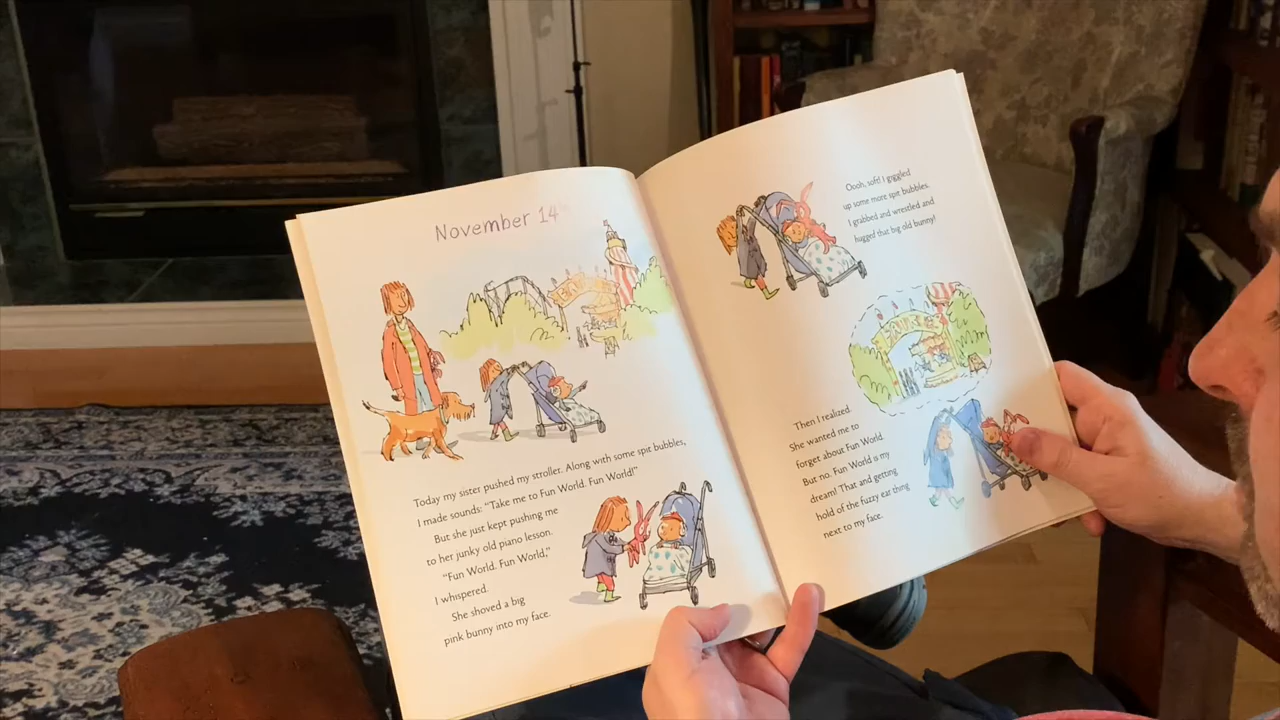 November 14th
Today my sister pushed my stroller. Along with some spit bubbles,
I made sounds: “Take me to Fun World. Fun World!”
But she just kept pushing me
to her junky old piano lesson.
“Fun World. Fun World,”
I whispered.
She shoved a big
pink bunny into my face.
Oooh, soft! I giggled
up some more spit bubbles.
I grabbed and wrestled and
hugged that big old bunny!
Then I realized.
She wanted me to
forget about Fun World.
But no. Fun World is my
dream! That and getting
hold of the fuzzy ear thing
next to my face.